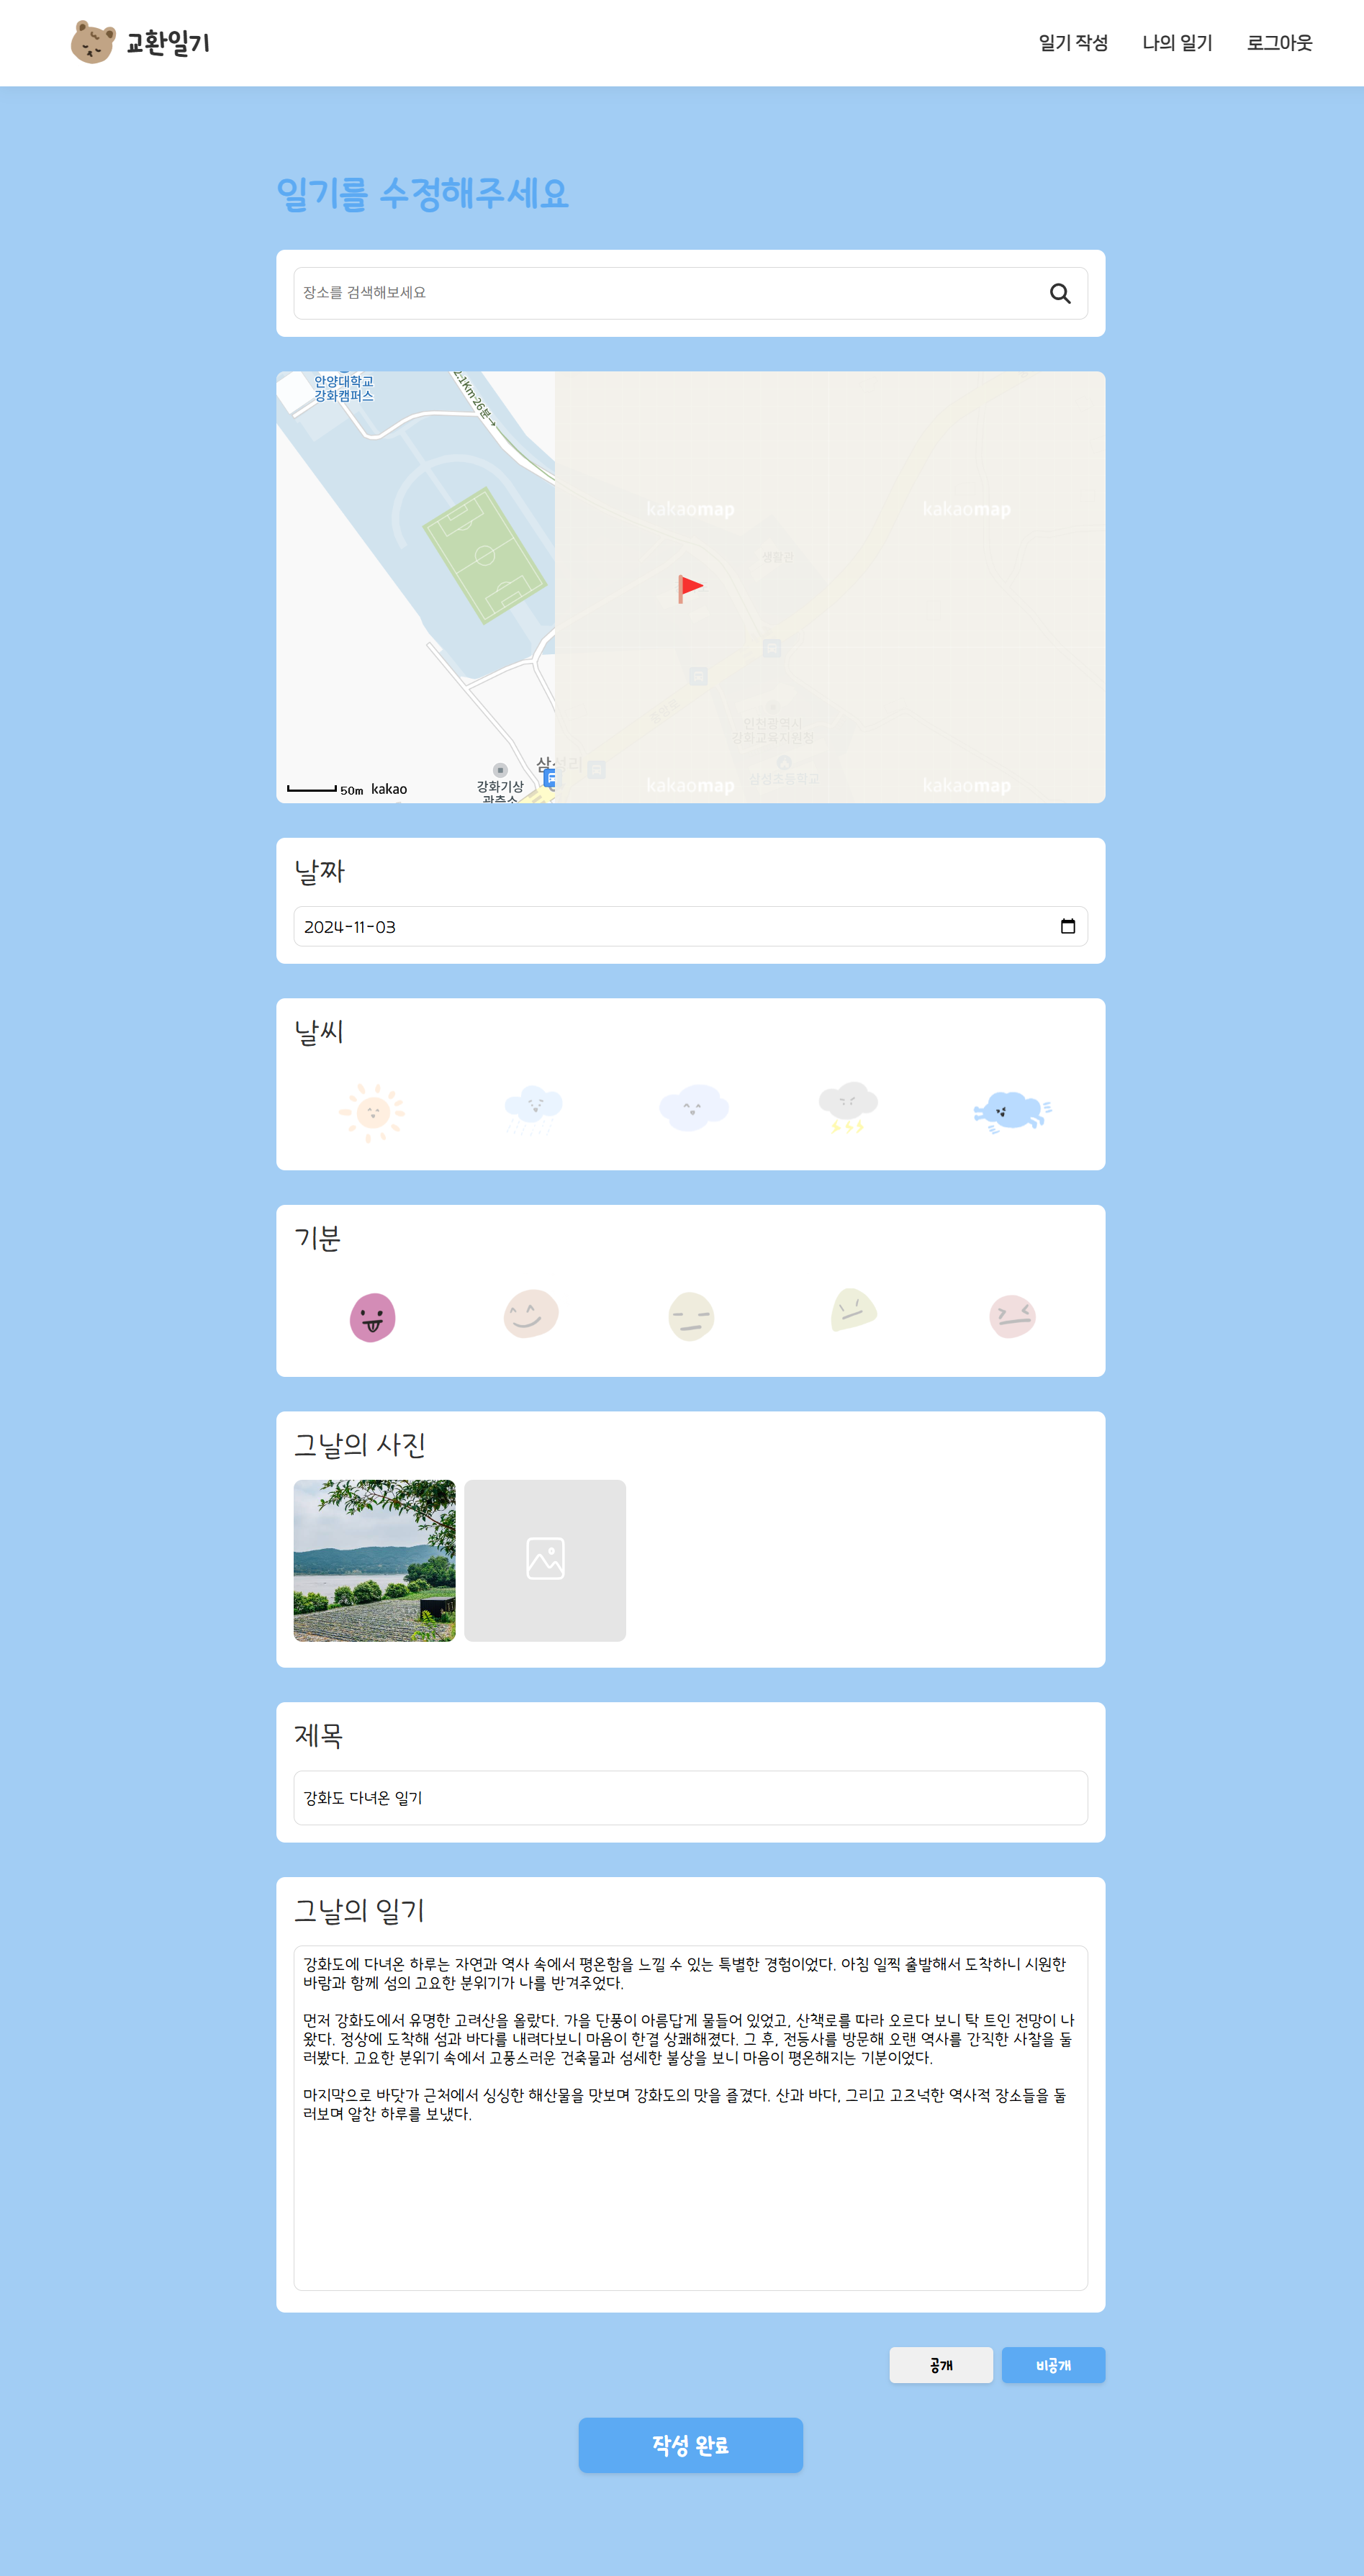 교환일기
일기 작성
나의 일기
로그아웃
일기를 수정해주세요
장소를 검색해보세요
안양대학교
강화캠퍼스
2.1Km·26분→
kakaomap
kakaomap
생활관
인천광역시
강화교육지원청
삼성리
삼성초등학교
강화기상
관측소
50m
kakao
kakaomap
kakaomap
날짜
2024-11-03
날씨
기분
그날의 사진
제목
강화도 다녀온 일기
그날의 일기
강화도에 다녀온 하루는 자연과 역사 속에서 평온함을 느낄 수 있는 특별한 경험이었다. 아침 일찍 출발해서 도착하니 시원한
바람과 함께 섬의 고요한 분위기가 나를 반겨주었다.
먼저 강화도에서 유명한 고려산을 올랐다. 가을 단풍이 아름답게 물들어 있었고, 산책로를 따라 오르다 보니 탁 트인 전망이 나
왔다. 정상에 도착해 섬과 바다를 내려다보니 마음이 한결 상쾌해졌다. 그 후, 전등사를 방문해 오랜 역사를 간직한 사찰을 둘
러봤다. 고요한 분위기 속에서 고풍스러운 건축물과 섬세한 불상을 보니 마음이 평온해지는 기분이었다.
마지막으로 바닷가 근처에서 싱싱한 해산물을 맛보며 강화도의 맛을 즐겼다. 산과 바다, 그리고 고즈넉한 역사적 장소들을 둘
러보며 알찬 하루를 보냈다.
공개
비공개
작성 완료